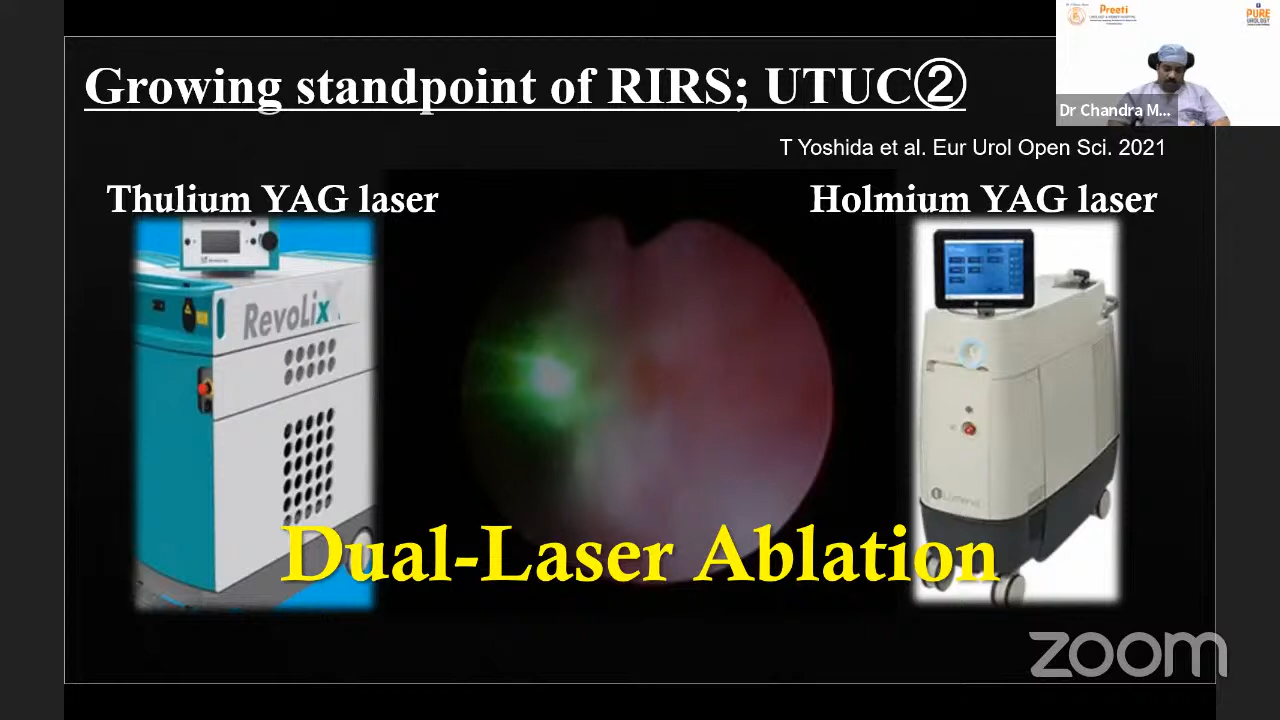 Preeti
PURE
UROLOGY
Growing standpoint of RIRS; UTUC②
Dr Chandra M...
T Yoshida et al. Eur Urol Open Sci. 2021
Thulium YAG laser
Holmium YAG laser
RevoLix
Dual-Laser Ablation
zoom